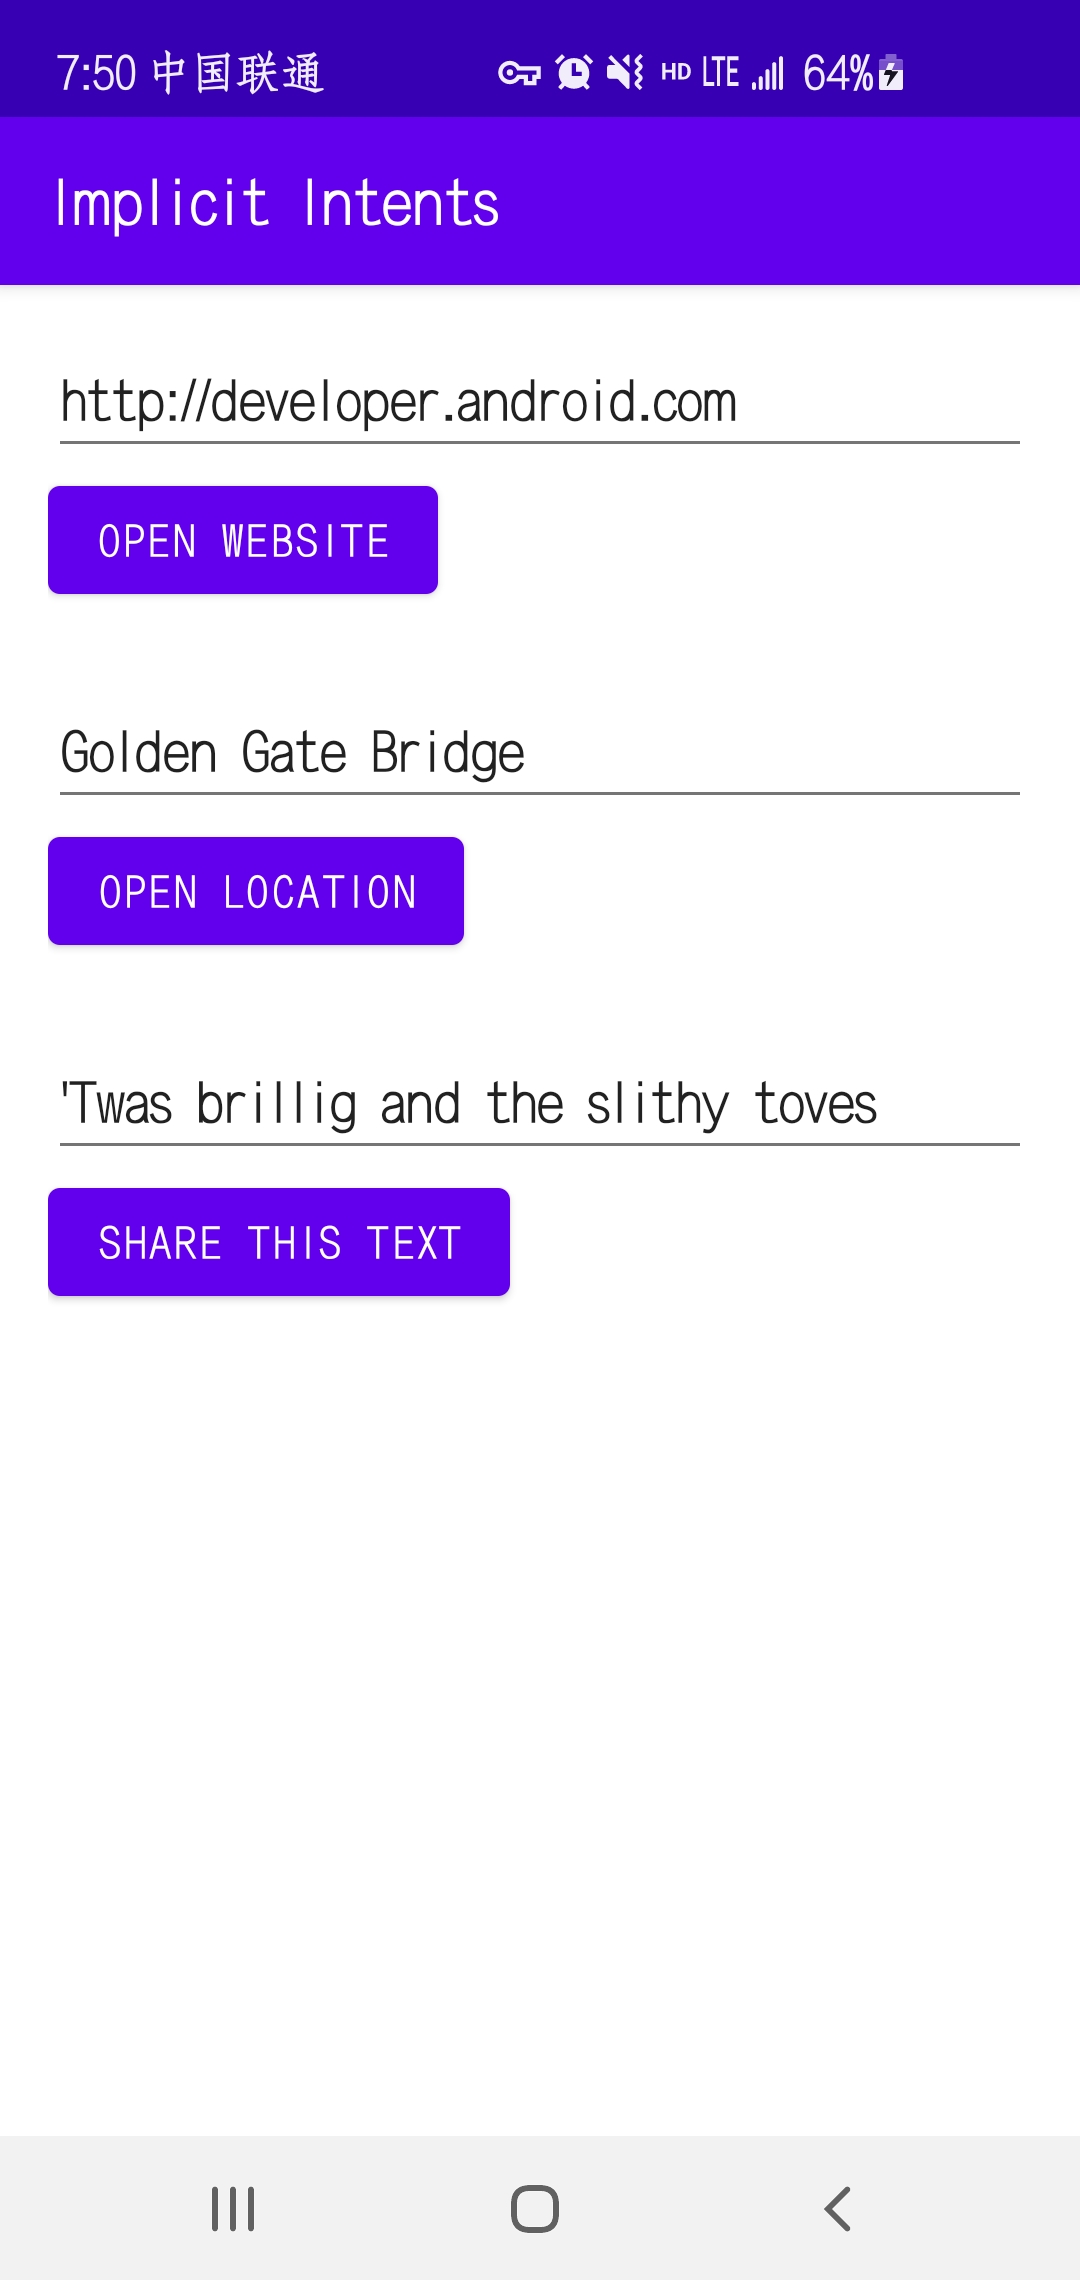 7:50 中国联通 HD LTE 64%
Implicit Intents
http://developer.android.com
OPEN WEBSITE
Golden Gate Bridge
OPEN LOCATION
'Twas brillig and the slithy toves
SHARE THIS TEXT